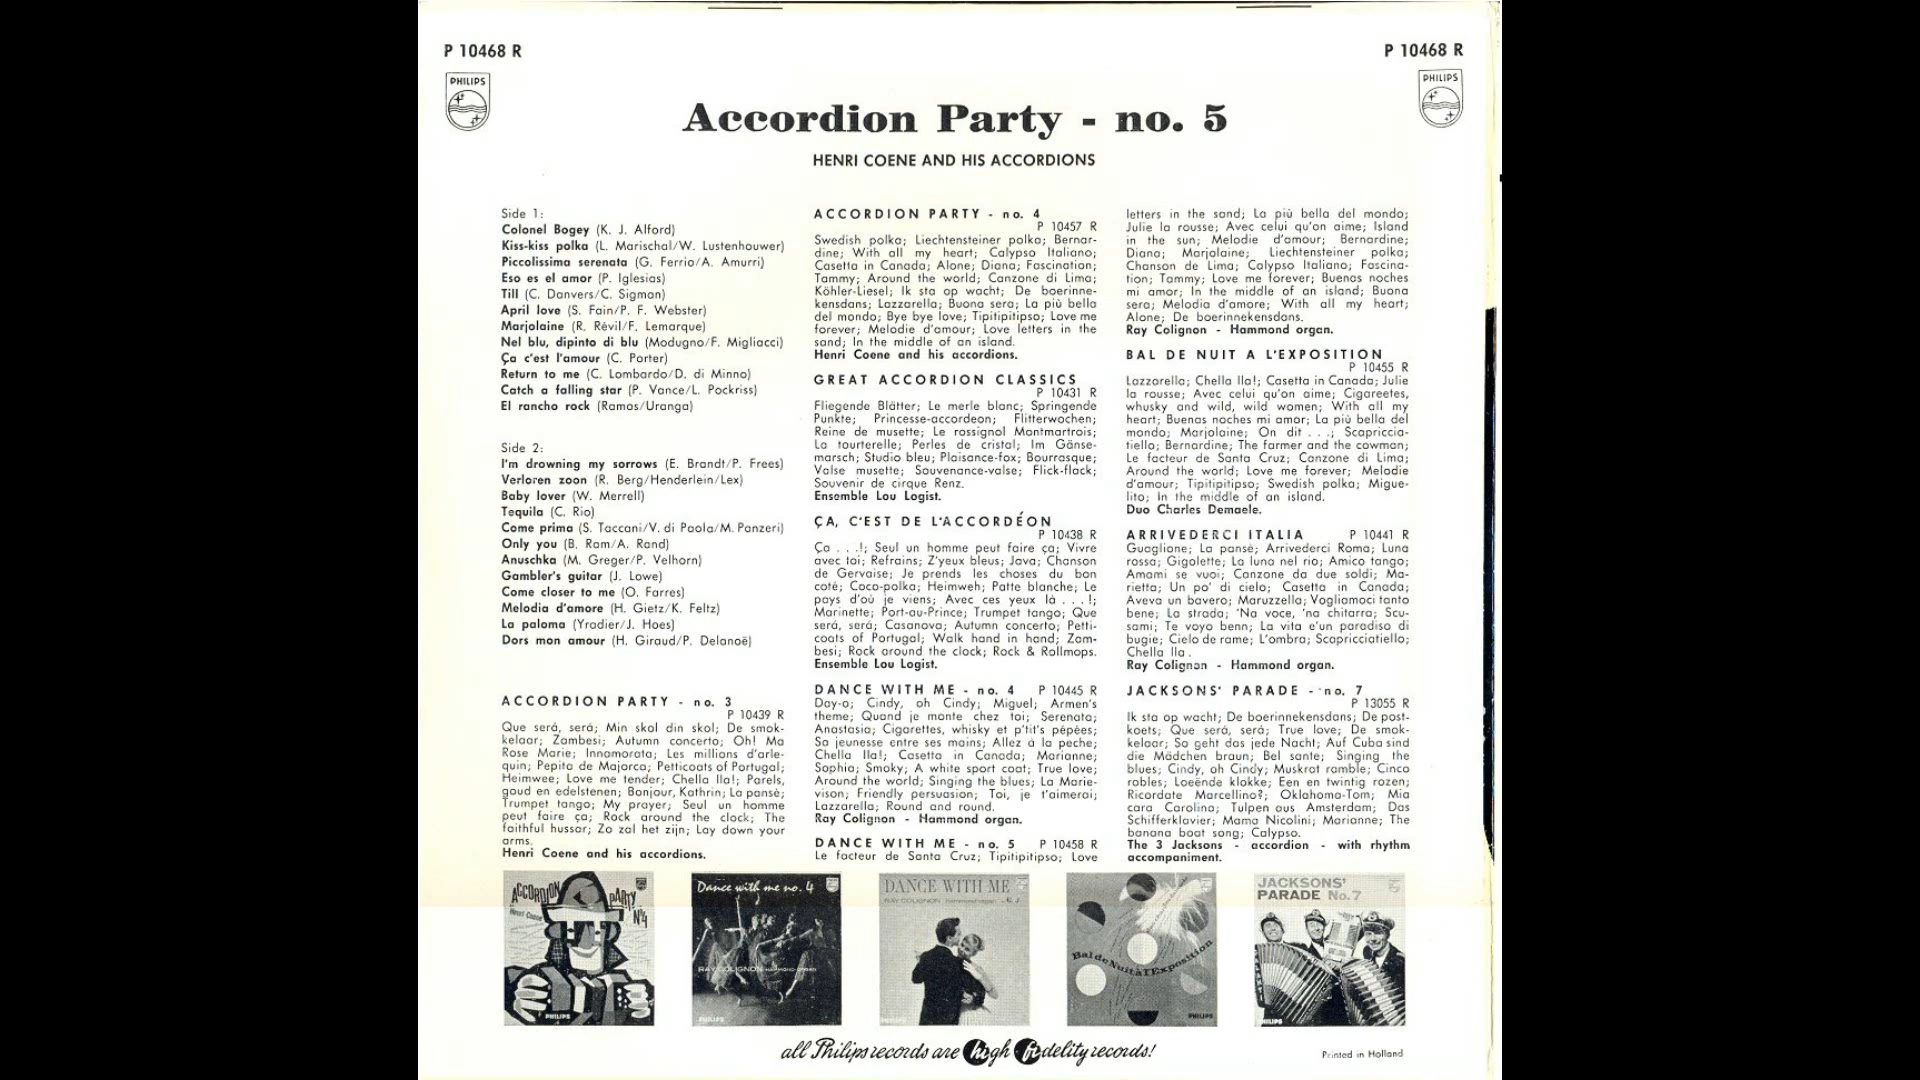 P 10468 R
P 10468 R
PHILIPS
PHILIPS
Accordion Party - no. 5
HENRI COENE AND HIS ACCORDIONS
Side 1:
Colonel Bogey (K. J. Alford)
Kiss-kiss polka (L. Marischal/W. Lustenhouwer)
Piccolissima serenata (G. Ferrio/A. Amurri)
Eso es el amor (P. Iglesias)
Till (C. Danvers/C. Sigman)
April love (S. Fain/P. F. Webster)
Marjolaine (R. Révil/F. Lemarque)
Nel blu, dipinto di blu (Modugno/F. Migliacci)
Ça c'est l'amour (C. Porter)
Return to me (C. Lombardo/D. di Minno)
Catch a falling star (P. Vance/L. Pockriss)
El rancho rock (Ramos/Uranga)
Side 2:
I'm drowning my sorrows (E. Brandt/P. Frees)
Verloren zoon (R. Berg/Henderlein/Lex)
Baby lover (W. Merrell)
Tequila (C. Rio)
Come prima (S. Taccani/V. di Paola/M. Panzeri)
Only you (B. Ram/A. Rand)
Anuschka (M. Greger/P. Velhorn)
Gambler's guitar (J. Lowe)
Come closer to me (O. Farres)
Melodia d'amore (H. Gietz/K. Feltz)
La paloma (Yradier/J. Hoes)
Dors mon amour (H. Giraud/P. Delanoë)
ACCORDION PARTY - no. 3
P 10439 R
Que será, será; Min skol din skol; De smok-
kelaar; Zambesi; Autumn concerto; Oh! Ma
Rose Marie; Innamorata; Les millions d'arle-
quin; Pepita de Majorca; Petticoats of Portugal;
Heimwee; Love me tender; Chella lla!; Parels,
goud en edelstenen; Bonjour, Kathrin; La pansè;
Trumpet tango; My prayer; Seul un homme
peut faire ça; Rock around the clock; The
faithful hussar; Zo zal het zijn; Lay down your
arms.
Henri Coene and his accordions.
ACCORDION PARTY - no. 4
P 10457 R
Swedish polka; Liechtensteiner polka; Bernar-
dine; With all my heart; Calypso Italiano;
Casetta in Canada; Alone; Diana; Fascination;
Tammy; Around the world; Canzone di Lima;
Köhler-Liesel; Ik sta op wacht; De boerinne-
kensdans; Lazzarella; Buona sera; La più bella
del mondo; Bye bye love; Tipitipitipso; Love me
forever; Melodie d'amour; Love letters in the
sand; In the middle of an island.
Henri Coene and his accordions.
GREAT ACCORDION CLASSICS
P 10431 R
Fliegende Blätter; Le merle blanc; Springende
Punkte; Princesse-accordeon; Flitterwochen;
Reine de musette; Le rossignol Montmartrois;
La tourterelle; Perles de cristal; Im Gänse-
marsch; Studio bleu; Plaisance-fox; Bourrasque;
Valse musette; Souvenance-valse; Flick-flack;
Souvenir de cirque Renz.
Ensemble Lou Logist.
ÇA, C'EST DE L'ACCORDÉON
P 10438 R
Ça . . .!; Seul un homme peut faire ça; Vivre
avec toi; Refrains; Z'yeux bleus; Java; Chanson
de Gervaise; Je prends les choses du bon
coté; Coco-polka; Heimweh; Patte blanche; Le
pays d'où je viens; Avec ces yeux là . . .!;
Marinette; Port-au-Prince; Trumpet tango; Que
será, será; Casanova; Autumn concerto; Petti-
coats of Portugal; Walk hand in hand; Zam-
besi; Rock around the clock; Rock & Rollmops.
Ensemble Lou Logist.
DANCE WITH ME - no. 4 P 10445 R
Day-o; Cindy, oh Cindy; Miguel; Armen's
theme; Quand je monte chez toi; Serenata;
Anastasia; Cigarettes, whisky et p'tit's pépées;
Sa jeunesse entre ses mains; Allez à la peche;
Chella lla!; Casetta in Canada; Marianne;
Sophia; Smoky; A white sport coat; True love;
Around the world; Singing the blues; La Marie-
vison; Friendly persuasion; Toi, je t'aimerai;
Lazzarella; Round and round.
Ray Colignon - Hammond organ.
DANCE WITH ME - no. 5 P 10458 R
Le facteur de Santa Cruz; Tipitipitipso; Love
letters in the sand; La più bella del mondo;
Julie la rousse; Avec celui qu'on aime; Island
in the sun; Melodie d'amour; Bernardine;
Diana; Marjolaine; Liechtensteiner polka;
Chanson de Lima; Calypso Italiano; Fascina-
tion; Tammy; Love me forever; Buenas noches
mi amor; In the middle of an island; Buona
sera; Melodia d'amore; With all my heart;
Alone; De boerinnekensdans.
Ray Colignon - Hammond organ.
BAL DE NUIT A L'EXPOSITION
P 10455 R
Lazzarella; Chella lla!; Casetta in Canada; Julie
la rousse; Avec celui qu'on aime; Cigareetes,
whusky and wild, wild women; With all my
heart; Buenas noches mi amor; La più bella del
mondo; Marjolaine; On dit . . .; Scapriccia-
tiello; Bernardine; The farmer and the cowman;
Le facteur de Santa Cruz; Canzone di Lima;
Around the world; Love me forever; Melodie
d'amour; Tipitipitipso; Swedish polka; Migue-
lito; In the middle of an island.
Duo Charles Demaele.
ARRIVEDERCI ITALIA P 10441 R
Guaglione; La pansè; Arrivederci Roma; Luna
rossa; Gigolette; La luna nel rio; Amico tango;
Amami se vuoi; Canzone da due soldi; Ma-
rietta; Un po' di cielo; Casetta in Canada;
Aveva un bavero; Maruzzella; Vogliamoci tanto
bene; La strada; 'Na voce, 'na chitarra; Scu-
sami; Te voyo benn; La vita e'un paradiso di
bugie; Cielo de rame; L'ombra; Scapricciatiello;
Chella lla.
Ray Colignon - Hammond organ.
JACKSONS' PARADE - no. 7
P 13055 R
Ik sta op wacht; De boerinnekensdans; De post-
koets; Que será, será; True love; De smok-
kelaar; So geht das jede Nacht; Auf Cuba sind
die Mädchen braun; Bel sante; Singing the
blues; Cindy, oh Cindy; Muskrat ramble; Cinco
robles; Loeënde klokke; Een en twintig rozen;
Ricordate Marcellino?; Oklahoma-Tom; Mia
cara Carolina; Tulpen aus Amsterdam; Das
Schifferklavier; Mama Nicolini; Marianne; The
banana boat song; Calypso.
The 3 Jacksons - accordion - with rhythm
accompaniment.
ACCORDION PARTY No 4
Henri Coene
PHILIPS
Dance with me no. 4
RAY COLIGNON HAMMOND-ORGAN
PHILIPS
DANCE WITH ME
RAY COLIGNON Hammond organ
Bal de Nuit à l'Exposition
PHILIPS
JACKSONS'
PARADE No. 7
PHILIPS
all Philips records are high fidelity records!
Printed in Holland